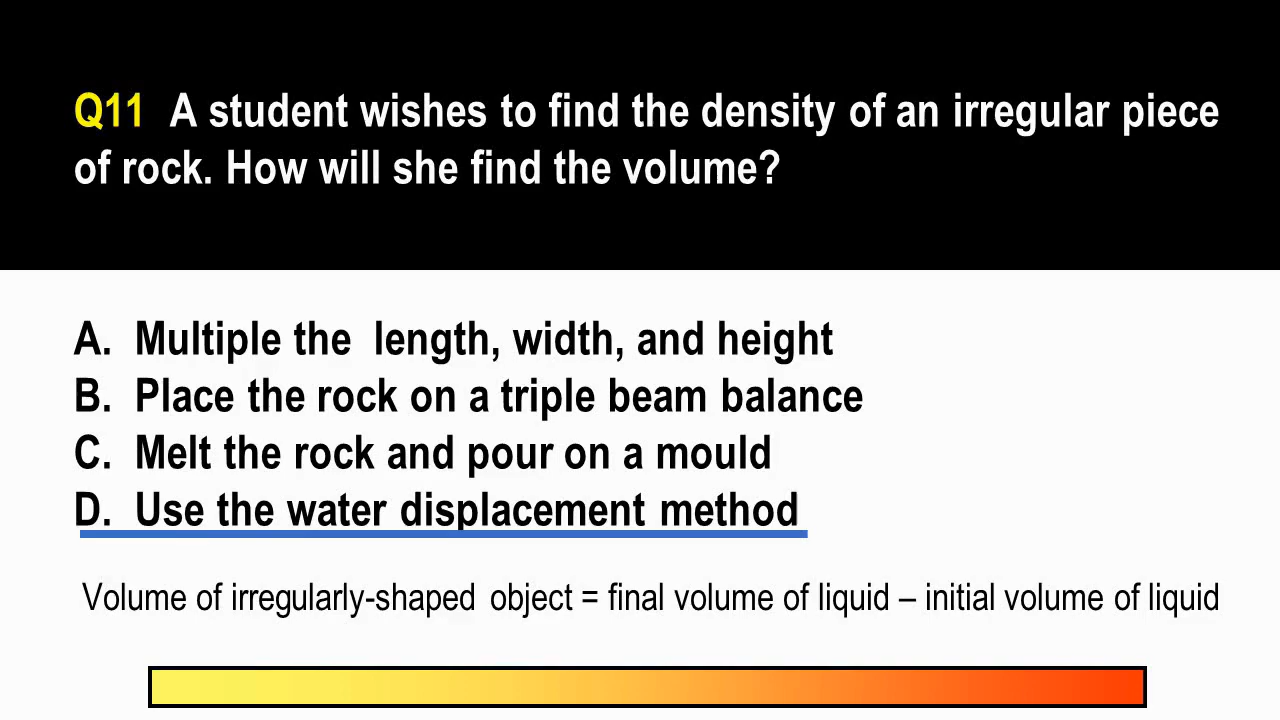 Q11 A student wishes to find the density of an irregular piece
of rock. How will she find the volume?
A. Multiple the length, width, and height
B. Place the rock on a triple beam balance
C. Melt the rock and pour on a mould
D. Use the water displacement method
Volume of irregularly-shaped object = final volume of liquid – initial volume of liquid